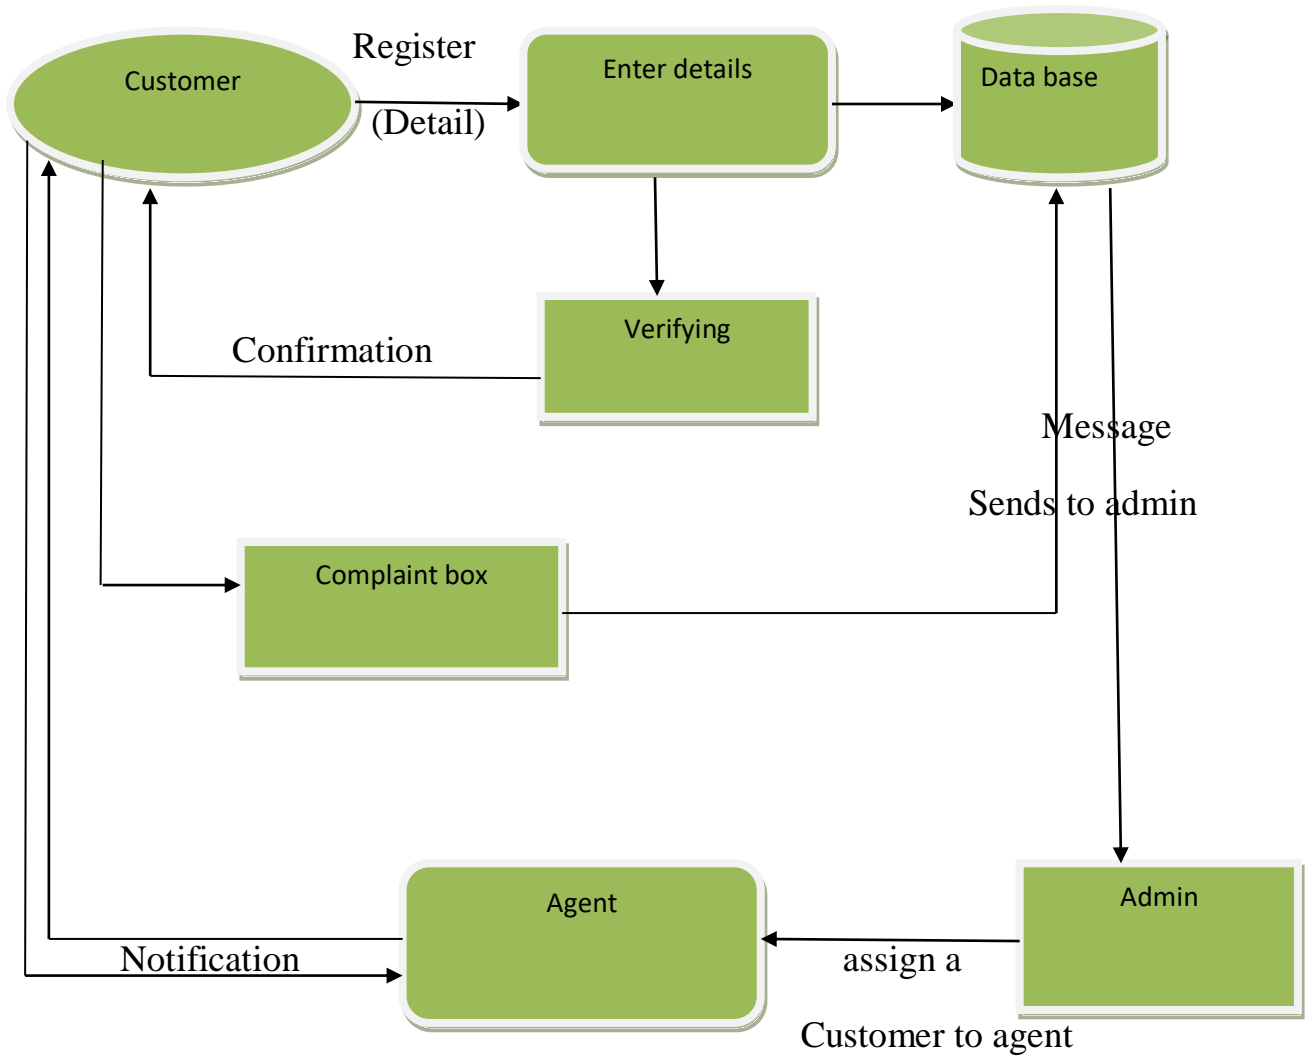 Register
Customer
Enter details
Data base
(Detail)
Verifying
Confirmation
Message
Sends to admin
Complaint box
Agent
Admin
Notification
assign a
Customer to agent